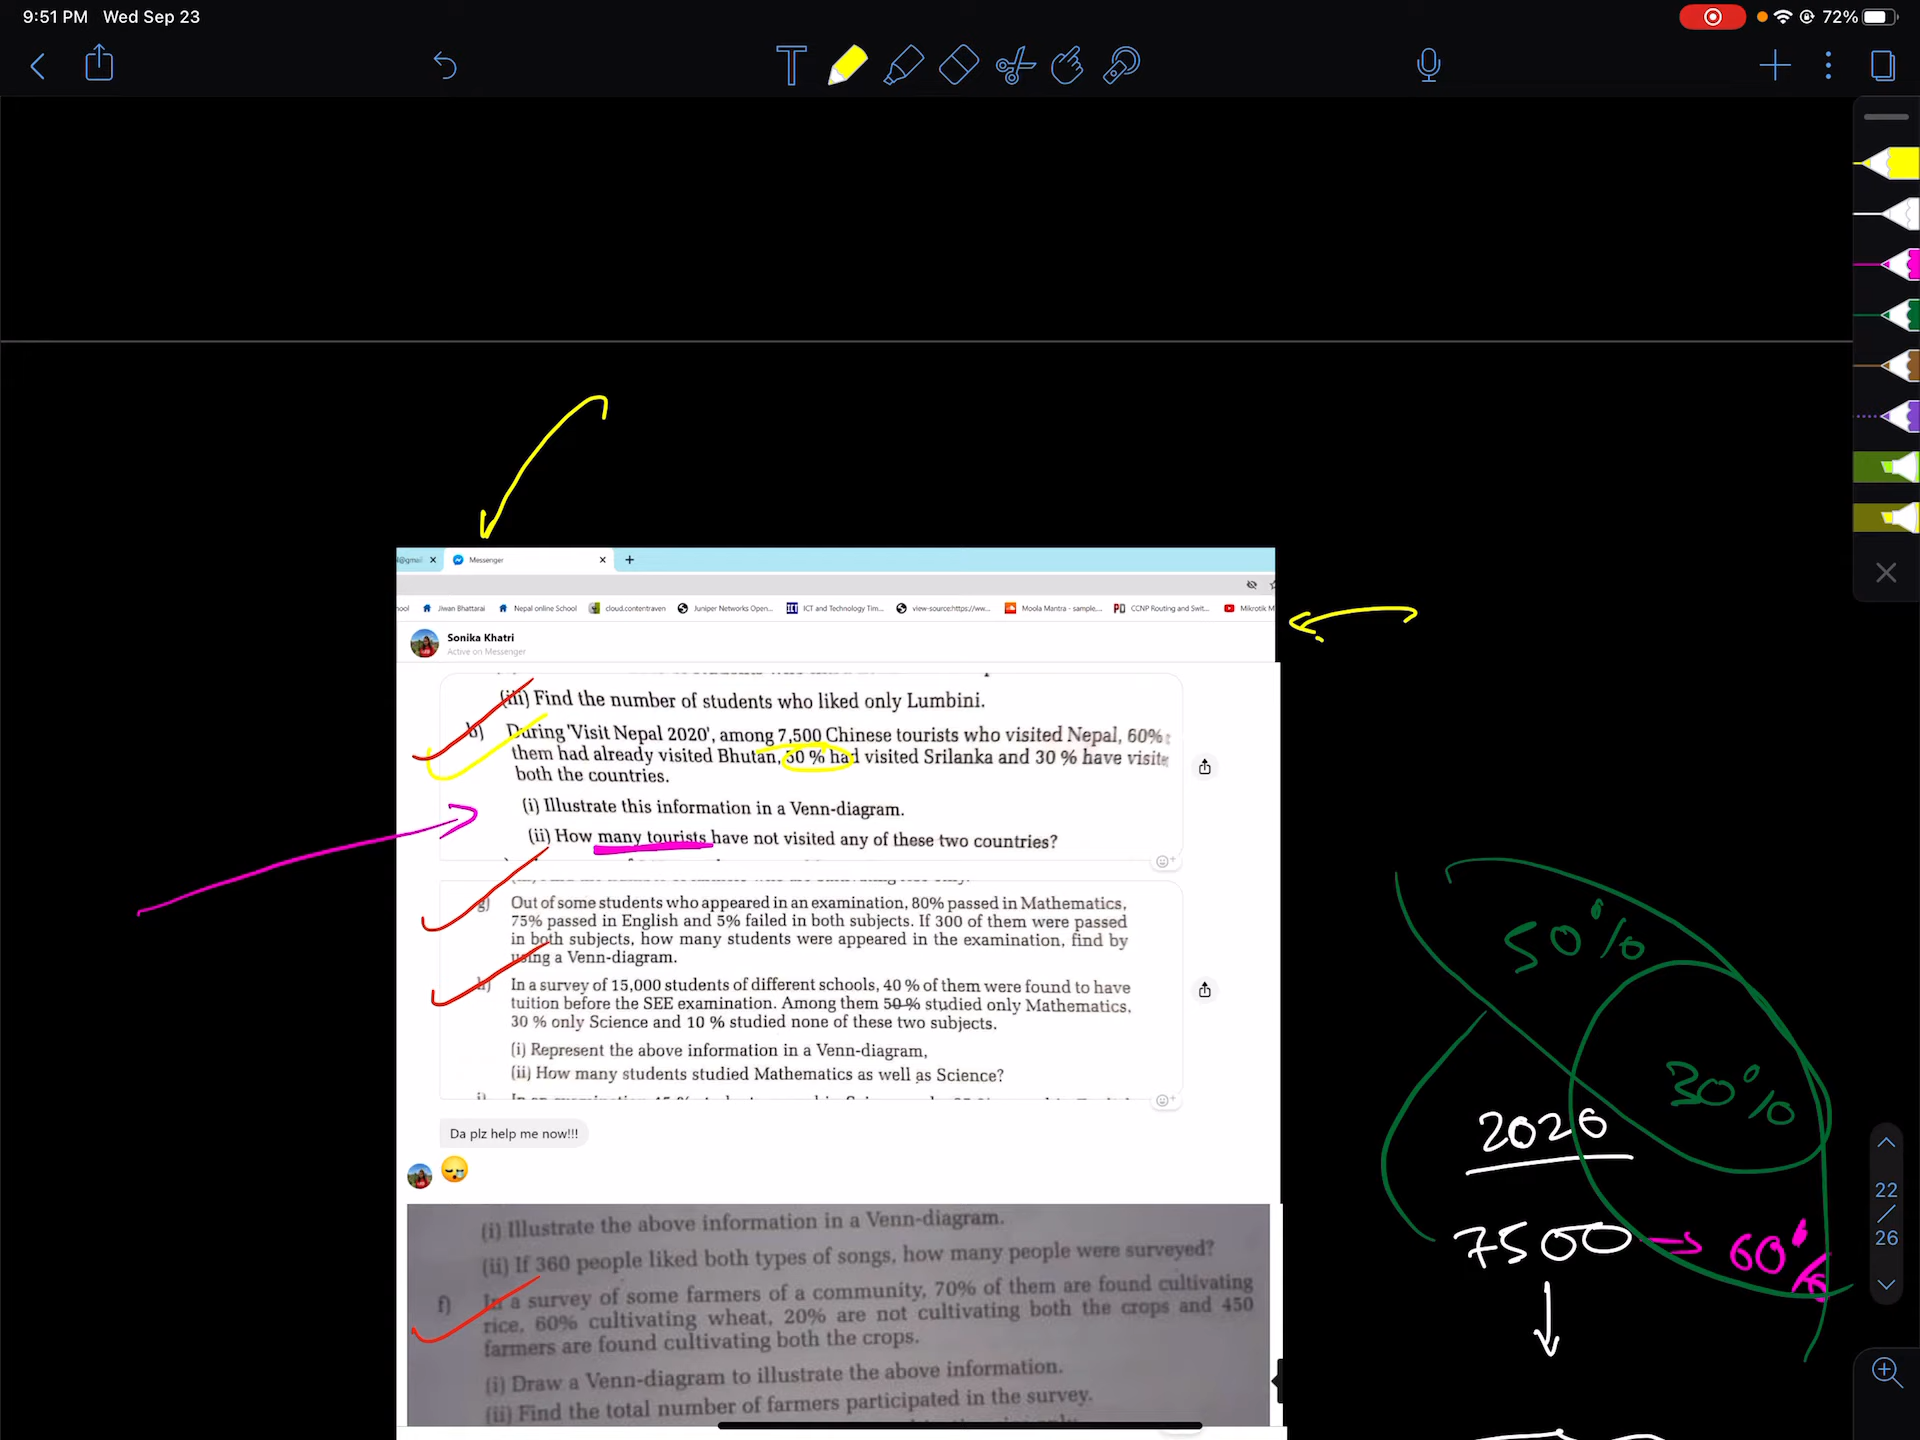 9:51 PM Wed Sep 23
72%
Messenger
Jiwan Bhattarai
Nepal online School
cloud.contentraven
Juniper Networks Open...
ICT and Technology Tim...
view-source:https://ww...
Moola Mantra - sample,...
CCNP Routing and Swit...
Mikrotik M
Sonika Khatri
Active on Messenger
(iii) Find the number of students who liked only Lumbini.
b) During 'Visit Nepal 2020', among 7,500 Chinese tourists who visited Nepal, 60%
them had already visited Bhutan, 50 % had visited Srilanka and 30 % have visite
both the countries.
(i) Illustrate this information in a Venn-diagram.
(ii) How many tourists have not visited any of these two countries?
g) Out of some students who appeared in an examination, 80% passed in Mathematics,
75% passed in English and 5% failed in both subjects. If 300 of them were passed
in both subjects, how many students were appeared in the examination, find by
using a Venn-diagram.
h) In a survey of 15,000 students of different schools, 40 % of them were found to have
tuition before the SEE examination. Among them 50 % studied only Mathematics,
30 % only Science and 10 % studied none of these two subjects.
(i) Represent the above information in a Venn-diagram,
(ii) How many students studied Mathematics as well as Science?
Da plz help me now!!!
(i) Illustrate the above information in a Venn-diagram.
(ii) If 360 people liked both types of songs, how many people were surveyed?
f) In a survey of some farmers of a community, 70% of them are found cultivating
rice, 60% cultivating wheat, 20% are not cultivating both the crops and 450
farmers are found cultivating both the crops.
(i) Draw a Venn-diagram to illustrate the above information.
(ii) Find the total number of farmers participated in the survey.
50%
30%
2020
7500 → 60%
22
/
26